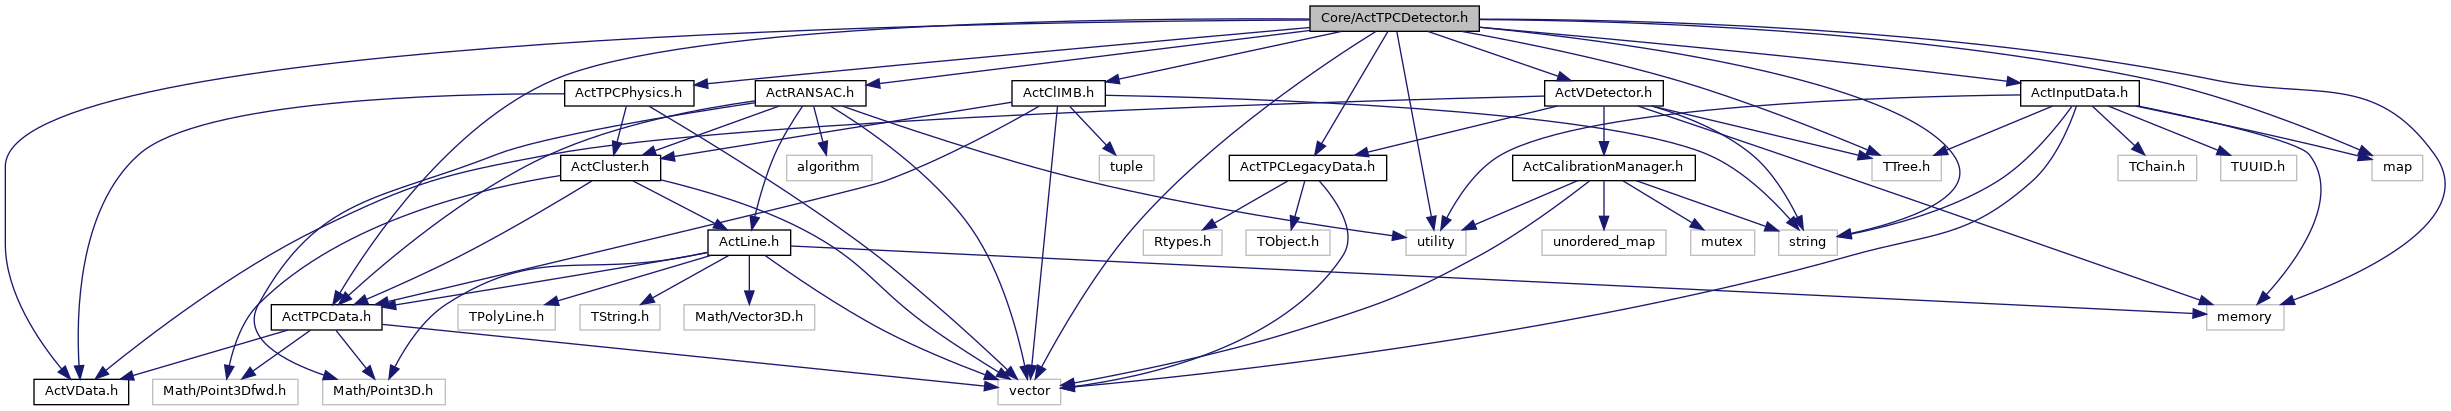 Core/ActTPCDetector.h
ActTPCPhysics.h
ActRANSAC.h
ActClIMB.h
ActVDetector.h
ActInputData.h
ActCluster.h
algorithm
tuple
ActTPCLegacyData.h
ActCalibrationManager.h
TTree.h
TChain.h
TUUID.h
map
ActLine.h
Rtypes.h
TObject.h
utility
unordered_map
mutex
string
ActTPCData.h
TPolyLine.h
TString.h
Math/Vector3D.h
memory
ActVData.h
Math/Point3Dfwd.h
Math/Point3D.h
vector